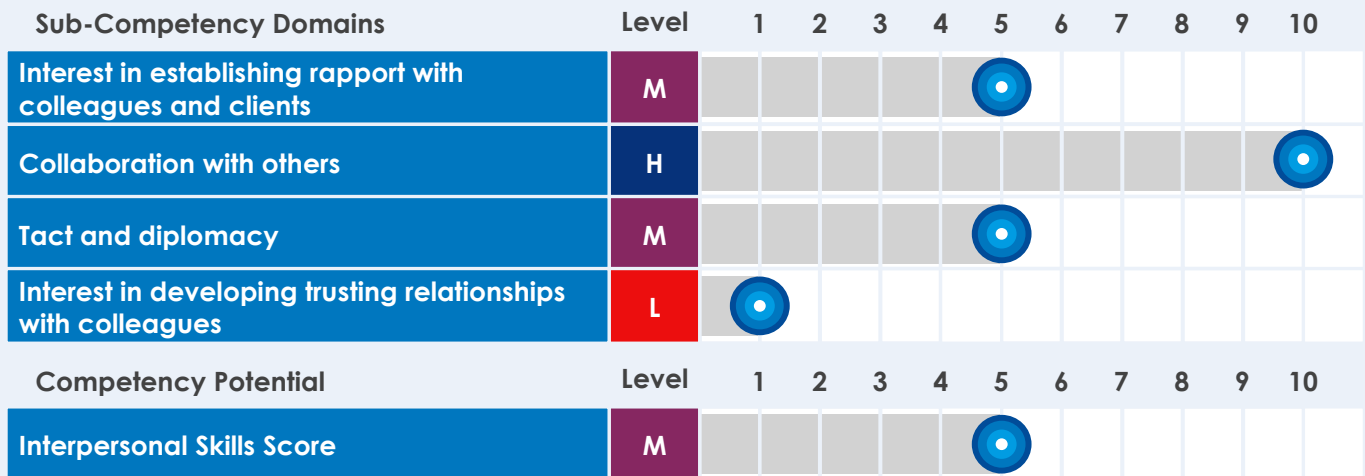 Sub-Competency Domains Level 1 2 3 4 5 6 7 8 9 10
Interest in establishing rapport with
colleagues and clients
M
Collaboration with others H
Tact and diplomacy M
Interest in developing trusting relationships
with colleagues
L
Competency Potential Level 1 2 3 4 5 6 7 8 9 10
Interpersonal Skills Score M